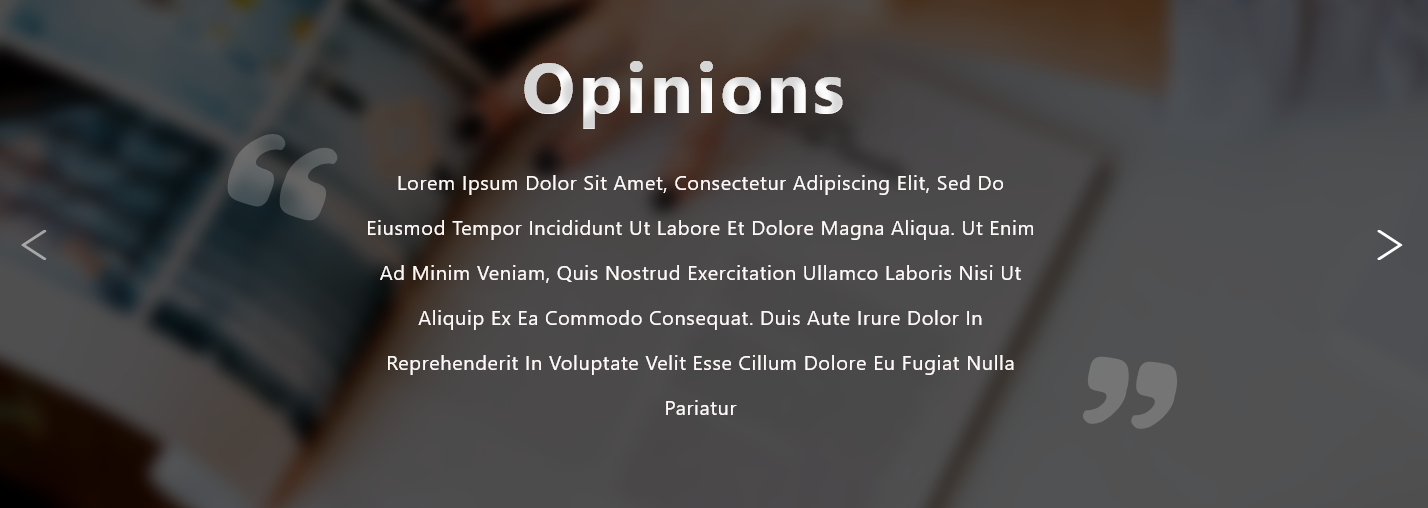 Opinions
Lorem Ipsum Dolor Sit Amet, Consectetur Adipiscing Elit, Sed Do
Eiusmod Tempor Incididunt Ut Labore Et Dolore Magna Aliqua. Ut Enim
Ad Minim Veniam, Quis Nostrud Exercitation Ullamco Laboris Nisi Ut
Aliquip Ex Ea Commodo Consequat. Duis Aute Irure Dolor In
Reprehenderit In Voluptate Velit Esse Cillum Dolore Eu Fugiat Nulla
Pariatur